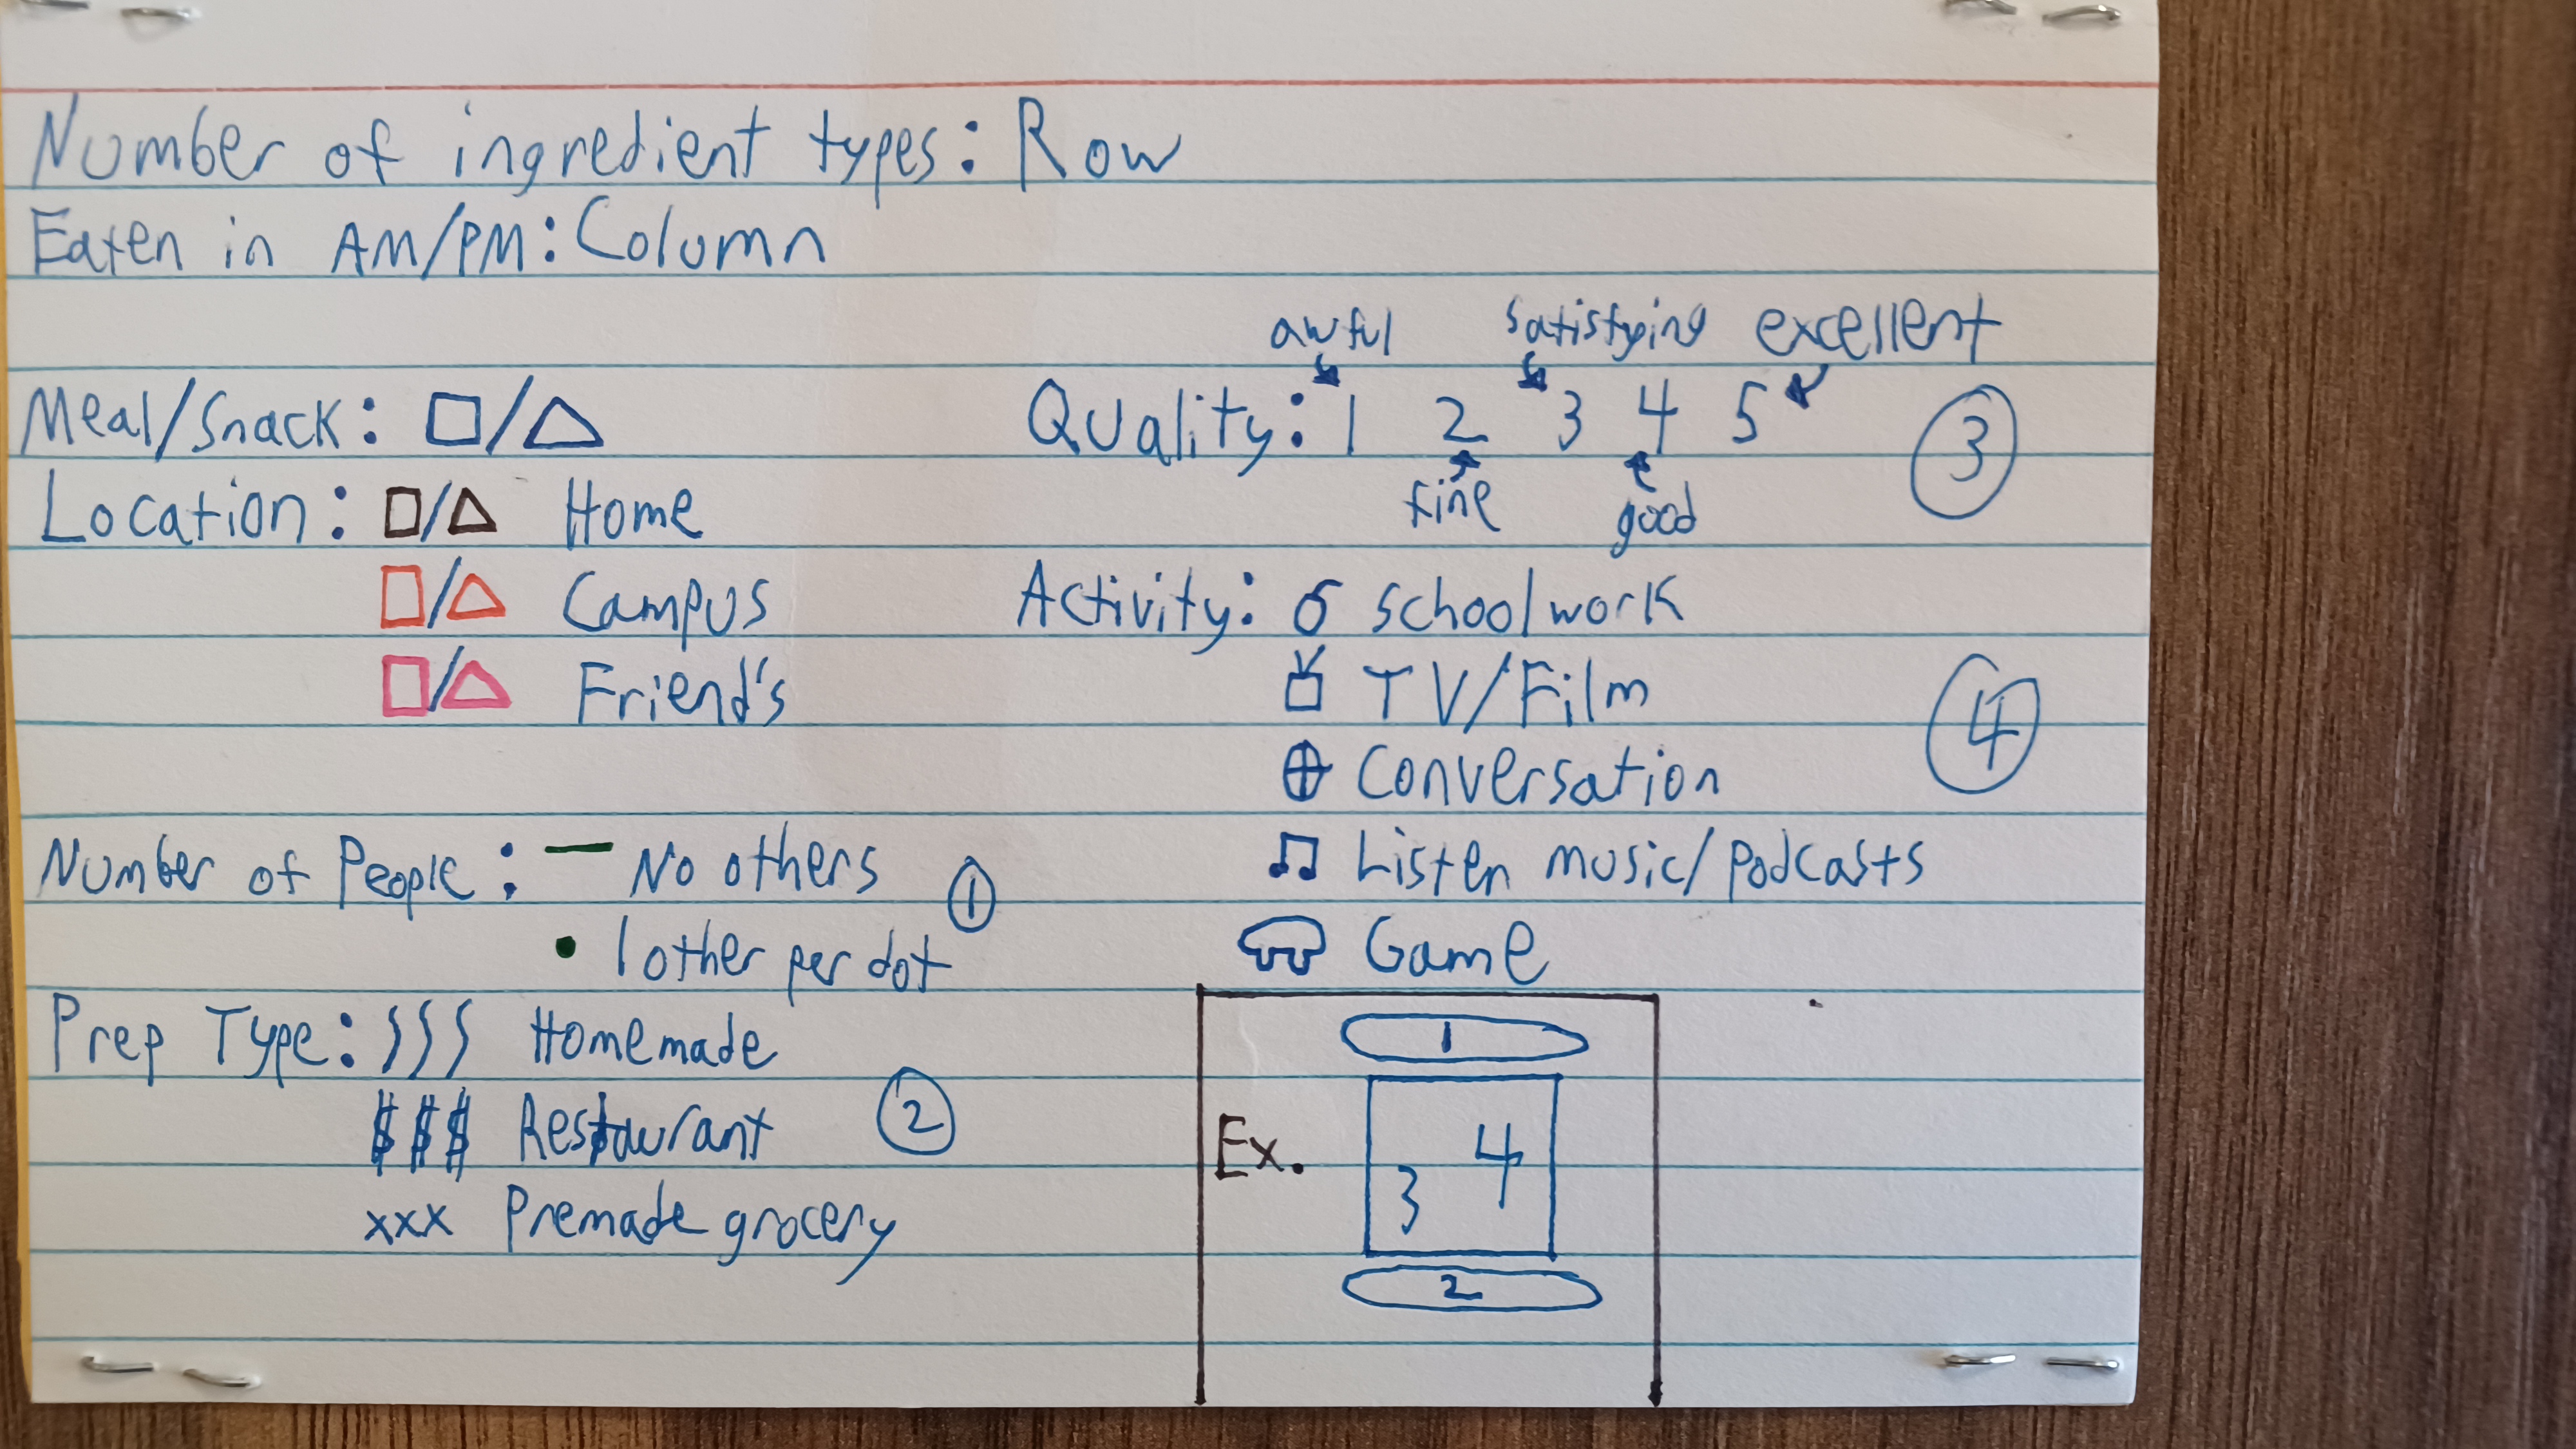 Number of ingredient types: Row
Eaten in AM/PM: Column
Meal/Snack: □/△
Location: □/△ Home
□/△ Campus
□/△ Friend's
Number of People: — No others ①
• 1 other per dot
Prep Type: ∫∫∫ Homemade
$$$ Restaurant ②
xxx Premade grocery
awful satisfying excellent
Quality: 1 2 3 4 5 ③
fine good
Activity: schoolwork
TV/Film ④
Conversation
♫ Listen music/podcasts
Game
Ex.
1
4
3
2